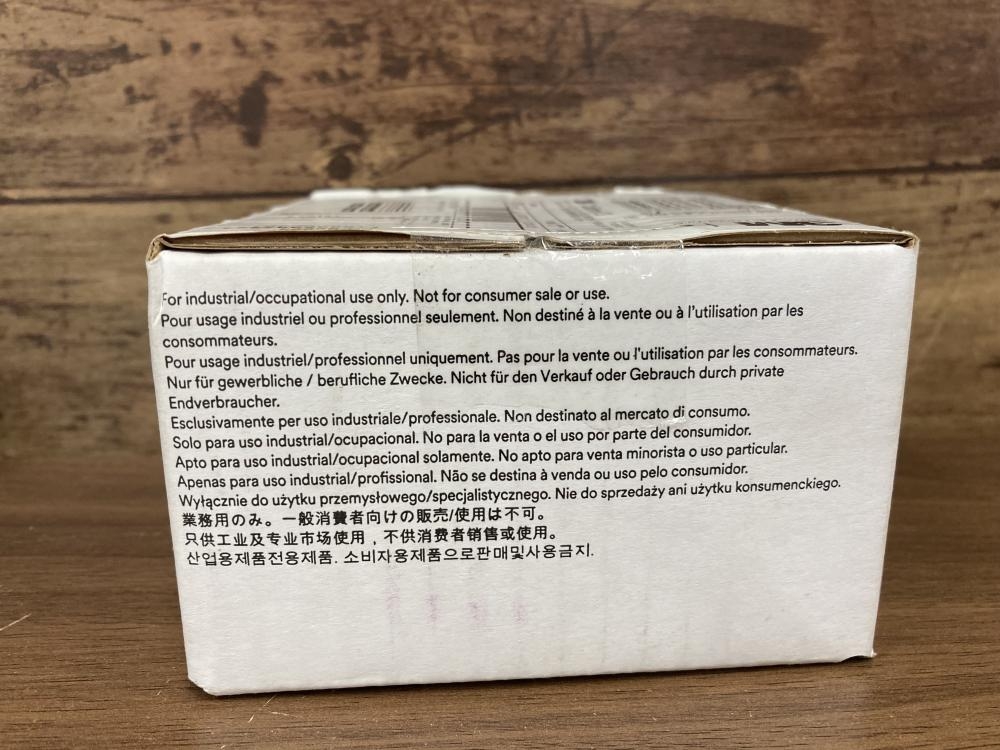 For industrial/occupational use only. Not for consumer sale or use.
Pour usage industriel ou professionnel seulement. Non destiné à la vente ou à l'utilisation par les
consommateurs.
Pour usage industriel/professionnel uniquement. Pas pour la vente ou l'utilisation par les consommateurs.
Nur für gewerbliche / berufliche Zwecke. Nicht für den Verkauf oder Gebrauch durch private
Endverbraucher.
Esclusivamente per uso industriale/professionale. Non destinato al mercato di consumo.
Solo para uso industrial/ocupacional. No para la venta o el uso por parte del consumidor.
Apto para uso industrial/ocupacional solamente. No apto para venta minorista o uso particular.
Apenas para uso industrial/profissional. Não se destina à venda ou uso pelo consumidor.
Wyłącznie do użytku przemysłowego/specjalistycznego. Nie do sprzedaży ani użytku konsumenckiego.
業務用のみ。一般消費者向けの販売/使用は不可。
只供工业及专业市场使用，不供消费者销售或使用。
산업용제품전용제품. 소비자용제품으로판매및사용금지.